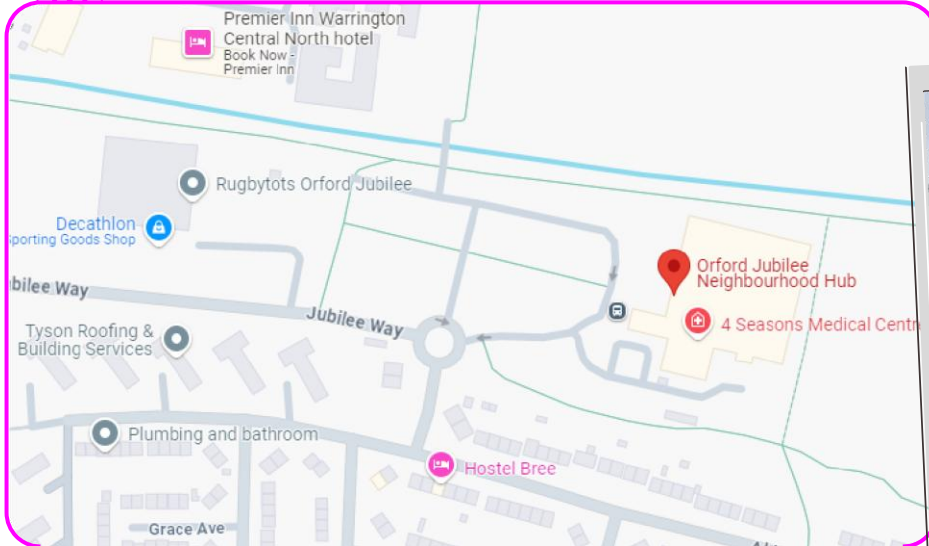 Premier Inn Warrington
Central North hotel
Book Now -
Premier Inn
Rugbytots Orford Jubilee
Decathlon
Sporting Goods Shop
Orford Jubilee
Neighbourhood Hub
bilee Way
Jubilee Way
4 Seasons Medical Centr
Tyson Roofing &
Building Services
Plumbing and bathroom
Hostel Bree
Grace Ave